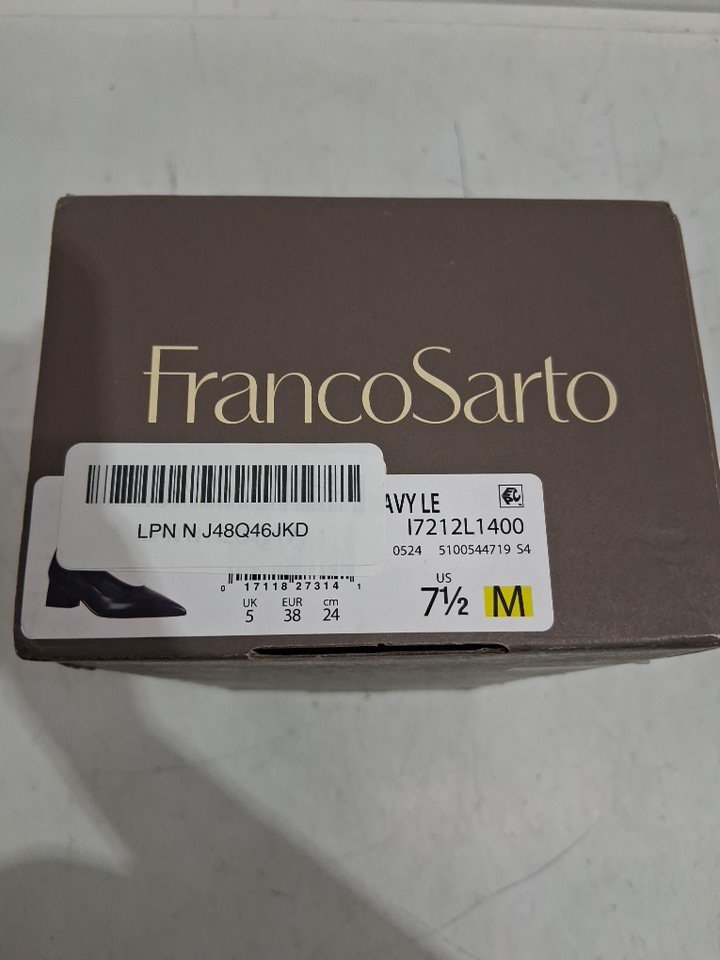 FrancoSarto
LPN N J48Q46JKD
AVY LE
I7212L1400
0524 5100544719 S4
0 17118 27314 1
UK EUR cm
5 38 24
US
7½ M